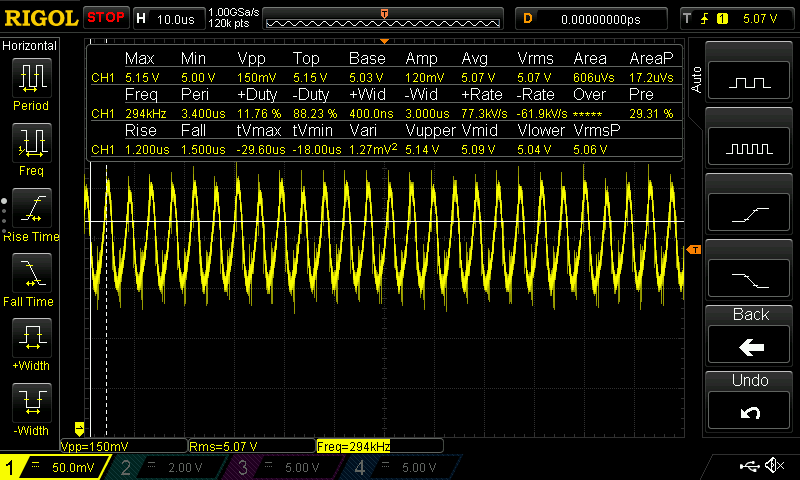 RIGOL STOP H 10.0us 1.00GSa/s 120k pts T D 0.00000000ps T 1 5.07 V
Horizontal
Period
Freq
Rise Time
Fall Time
+Width
-Width
Max Min Vpp Top Base Amp Avg Vrms Area AreaP
CH1 5.15 V 5.00 V 150mV 5.15 V 5.03 V 120mV 5.07 V 5.07 V 606uVs 17.2uVs
Freq Peri +Duty -Duty +Wid -Wid +Rate -Rate Over Pre
CH1 294kHz 3.400us 11.76 % 88.23 % 400.0ns 3.000us 77.3kV/s -61.9kV/s ***** 29.31 %
Rise Fall tVmax tVmin Vari Vupper Vmid Vlower VrmsP
CH1 1.200us 1.500us -29.60us -18.00us 1.27mV² 5.14 V 5.09 V 5.04 V 5.06 V
T
Auto
Back
Undo
Vpp=150mV Rms=5.07 V Freq=294kHz
1 50.0mV 2 2.00 V 3 5.00 V 4 5.00 V